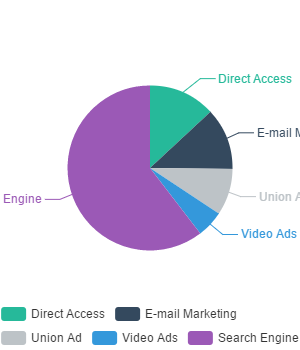 Direct Access
E-mail M
Union A
Video Ads
Engine
Direct Access
E-mail Marketing
Union Ad
Video Ads
Search Engine